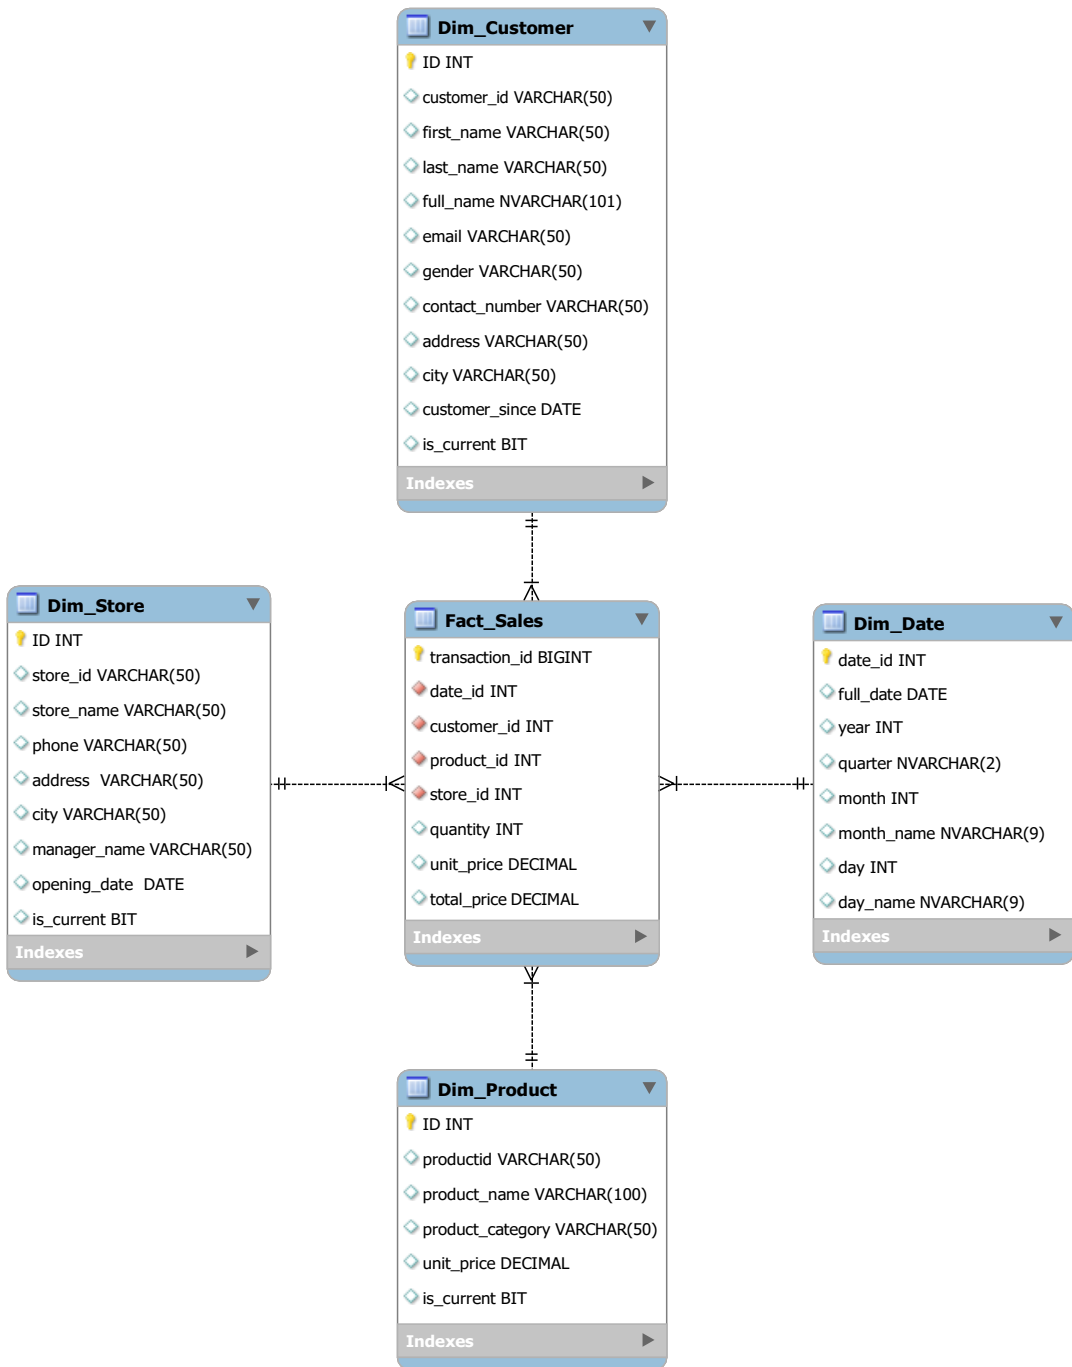 Dim_Customer
ID INT
customer_id VARCHAR(50)
first_name VARCHAR(50)
last_name VARCHAR(50)
full_name NVARCHAR(101)
email VARCHAR(50)
gender VARCHAR(50)
contact_number VARCHAR(50)
address VARCHAR(50)
city VARCHAR(50)
customer_since DATE
is_current BIT
Indexes
Dim_Store
ID INT
store_id VARCHAR(50)
store_name VARCHAR(50)
phone VARCHAR(50)
address  VARCHAR(50)
city VARCHAR(50)
manager_name VARCHAR(50)
opening_date  DATE
is_current BIT
Indexes
Fact_Sales
transaction_id BIGINT
date_id INT
customer_id INT
product_id INT
store_id INT
quantity INT
unit_price DECIMAL
total_price DECIMAL
Indexes
Dim_Date
date_id INT
full_date DATE
year INT
quarter NVARCHAR(2)
month INT
month_name NVARCHAR(9)
day INT
day_name NVARCHAR(9)
Indexes
Dim_Product
ID INT
productid VARCHAR(50)
product_name VARCHAR(100)
product_category VARCHAR(50)
unit_price DECIMAL
is_current BIT
Indexes